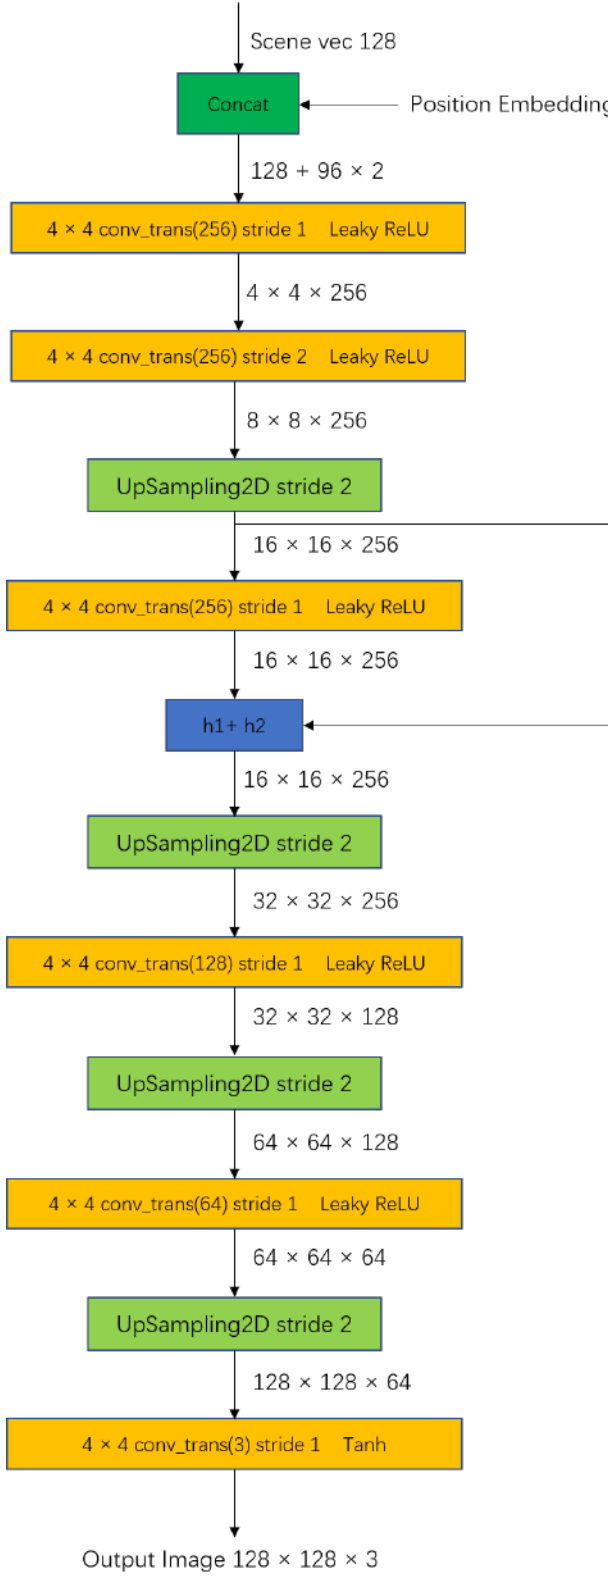 Scene vec 128
Concat
Position Embedding
128 + 96 × 2
4 × 4 conv_trans(256) stride 1 Leaky ReLU
4 × 4 × 256
4 × 4 conv_trans(256) stride 2 Leaky ReLU
8 × 8 × 256
UpSampling2D stride 2
16 × 16 × 256
4 × 4 conv_trans(256) stride 1 Leaky ReLU
16 × 16 × 256
h1+ h2
16 × 16 × 256
UpSampling2D stride 2
32 × 32 × 256
4 × 4 conv_trans(128) stride 1 Leaky ReLU
32 × 32 × 128
UpSampling2D stride 2
64 × 64 × 128
4 × 4 conv_trans(64) stride 1 Leaky ReLU
64 × 64 × 64
UpSampling2D stride 2
128 × 128 × 64
4 × 4 conv_trans(3) stride 1 Tanh
Output Image 128 × 128 × 3